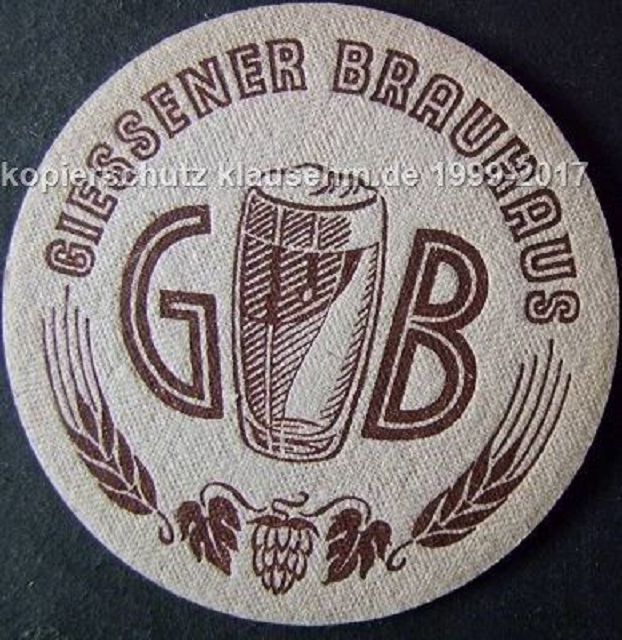 GIESSENER BRAUHAUS
kopierschutz klausehm.de 1999-2017
G B